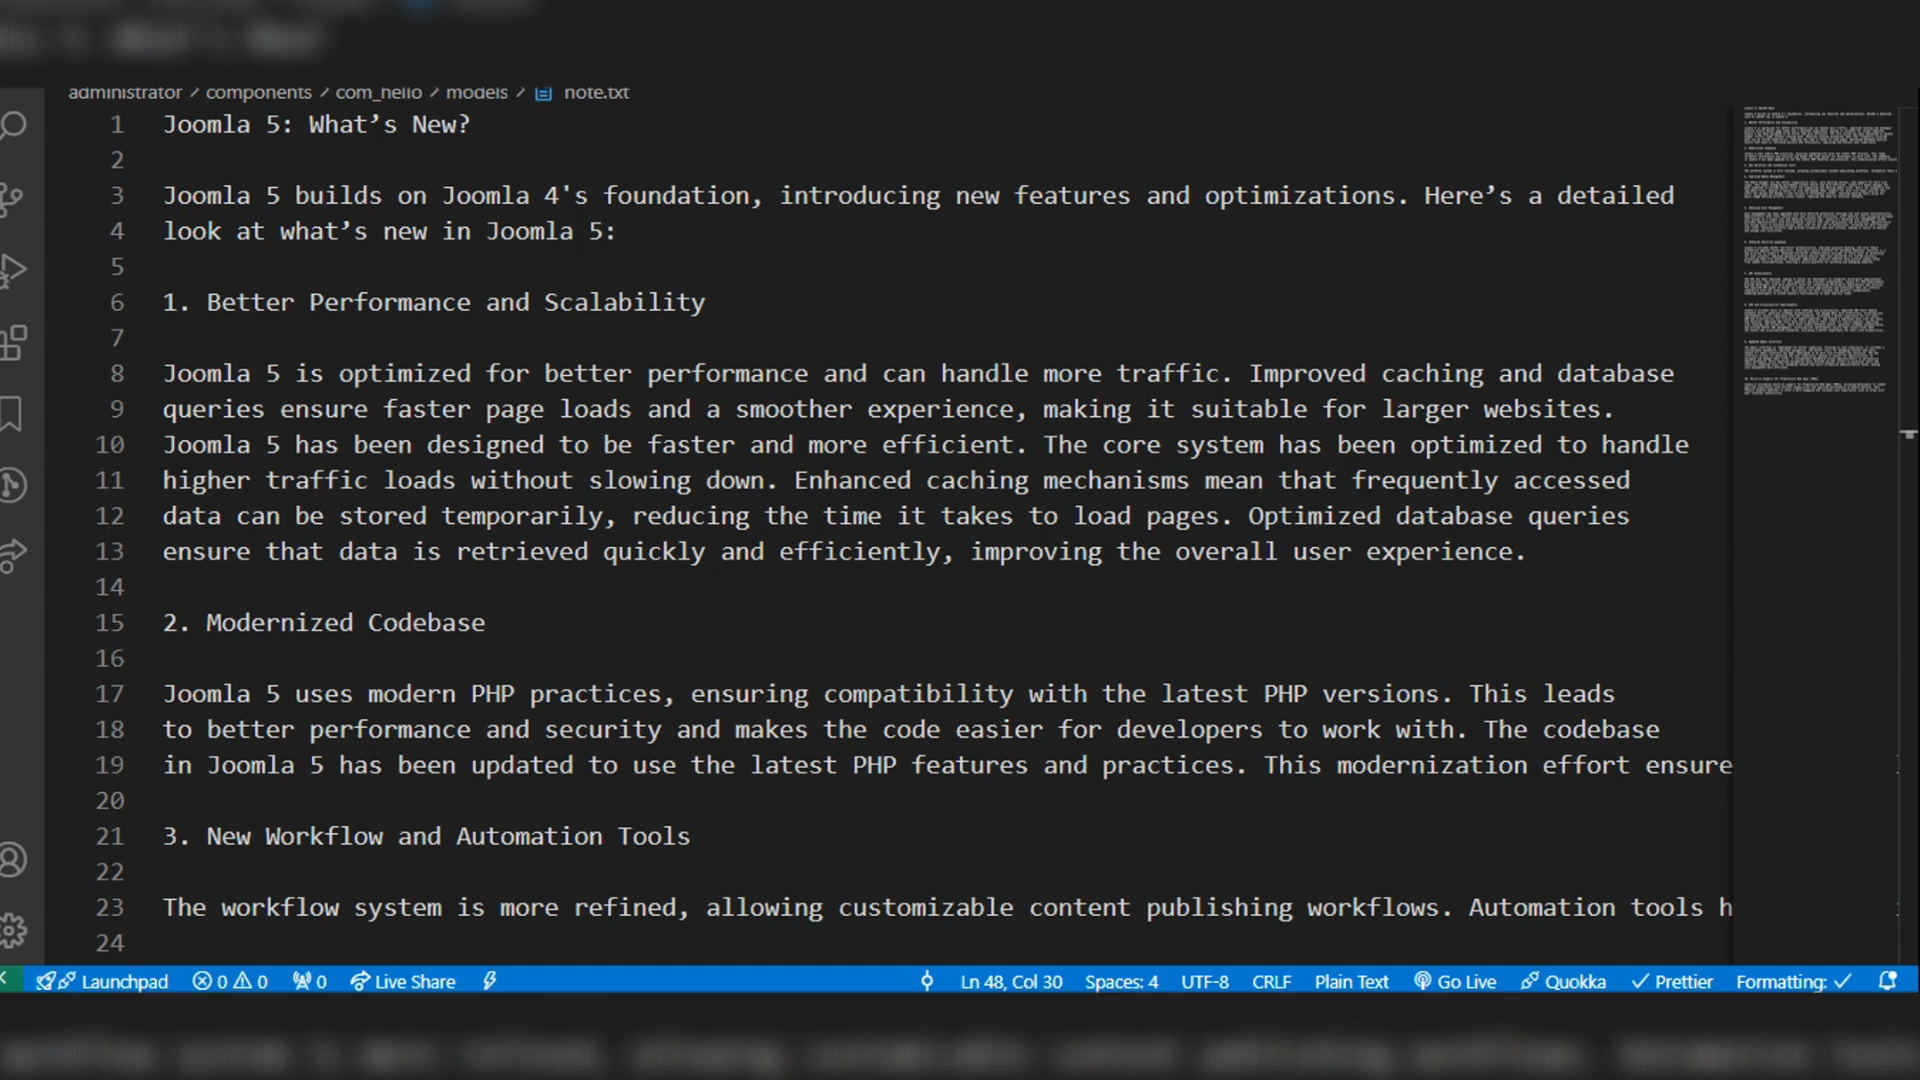 administrator > components > com_hello > models > note.txt
1 Joomla 5: What’s New?
2
3 Joomla 5 builds on Joomla 4's foundation, introducing new features and optimizations. Here’s a detailed
4 look at what’s new in Joomla 5:
5
6 1. Better Performance and Scalability
7
8 Joomla 5 is optimized for better performance and can handle more traffic. Improved caching and database
9 queries ensure faster page loads and a smoother experience, making it suitable for larger websites.
10 Joomla 5 has been designed to be faster and more efficient. The core system has been optimized to handle
11 higher traffic loads without slowing down. Enhanced caching mechanisms mean that frequently accessed
12 data can be stored temporarily, reducing the time it takes to load pages. Optimized database queries
13 ensure that data is retrieved quickly and efficiently, improving the overall user experience.
14
15 2. Modernized Codebase
16
17 Joomla 5 uses modern PHP practices, ensuring compatibility with the latest PHP versions. This leads
18 to better performance and security and makes the code easier for developers to work with. The codebase
19 in Joomla 5 has been updated to use the latest PHP features and practices. This modernization effort ensure
20
21 3. New Workflow and Automation Tools
22
23 The workflow system is more refined, allowing customizable content publishing workflows. Automation tools h
24
Launchpad 0 0 0 Live Share Ln 48, Col 30 Spaces: 4 UTF-8 CRLF Plain Text Go Live Quokka Prettier Formatting: